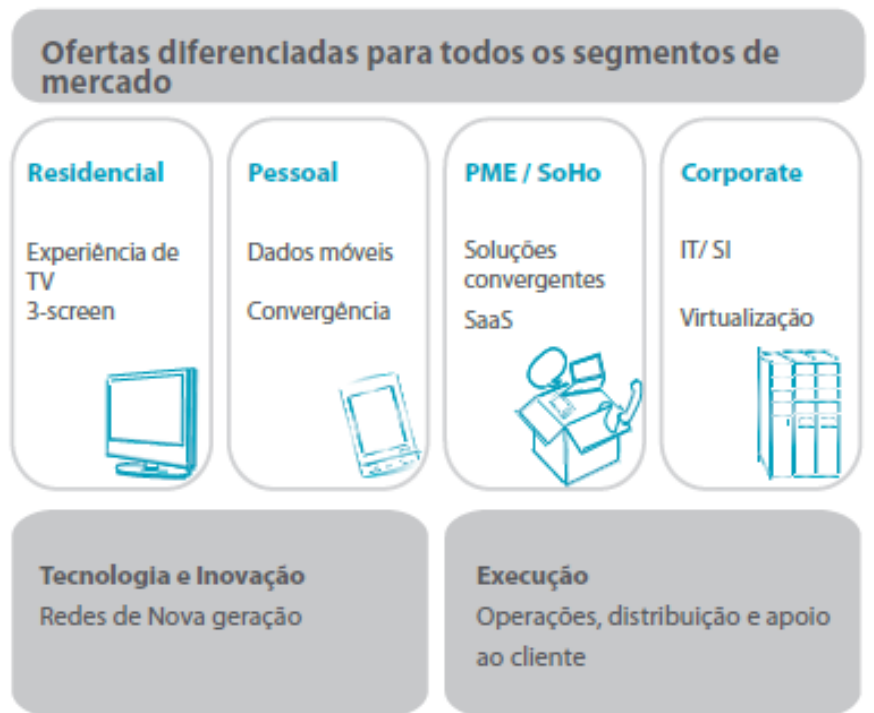 Ofertas diferenciadas para todos os segmentos de
mercado
Residencial
Experiência de
TV
3-screen
Pessoal
Dados móveis
Convergência
PME / SoHo
Soluções
convergentes
SaaS
Corporate
IT/ SI
Virtualização
Tecnologia e Inovação
Redes de Nova geração
Execução
Operações, distribuição e apoio
ao cliente